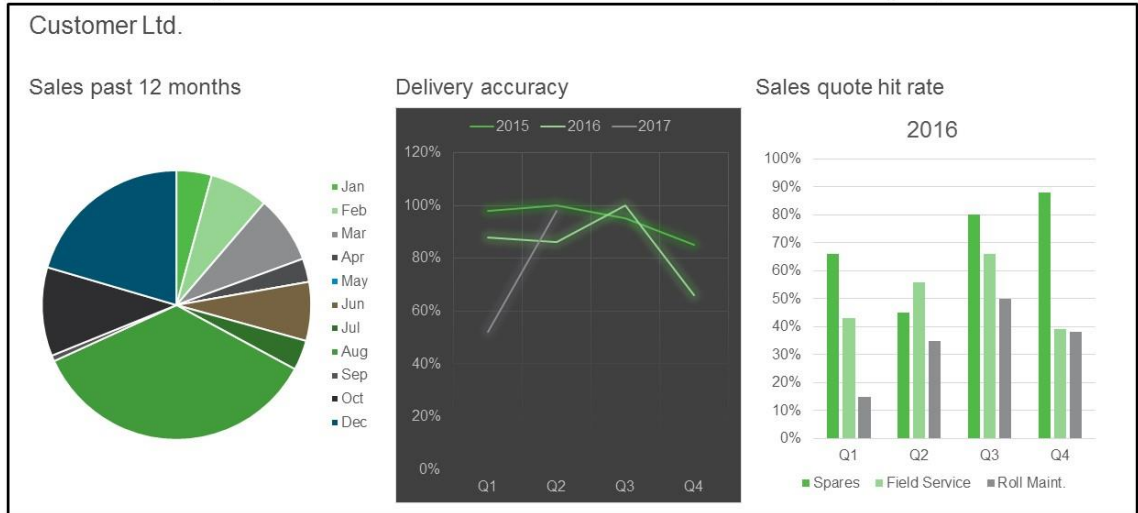 Customer Ltd.
Sales past 12 months
Jan
Feb
Mar
Apr
May
Jun
Jul
Aug
Sep
Oct
Dec
Delivery accuracy
2015 2016 2017
120%
100%
80%
60%
40%
20%
0%
Q1 Q2 Q3 Q4
Sales quote hit rate
2016
100%
90%
80%
70%
60%
50%
40%
30%
20%
10%
0%
Q1 Q2 Q3 Q4
Spares Field Service Roll Maint.